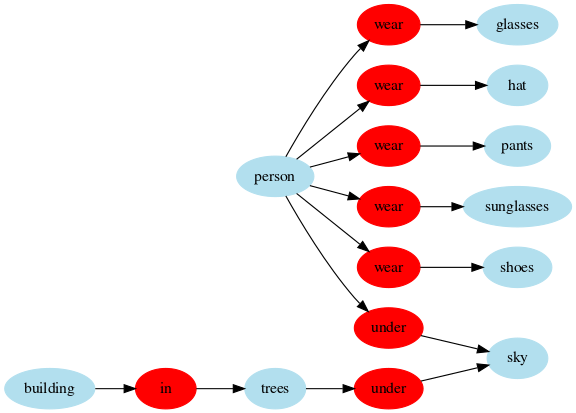 wear
glasses
wear
hat
wear
pants
person
wear
sunglasses
wear
shoes
under
sky
building
in
trees
under